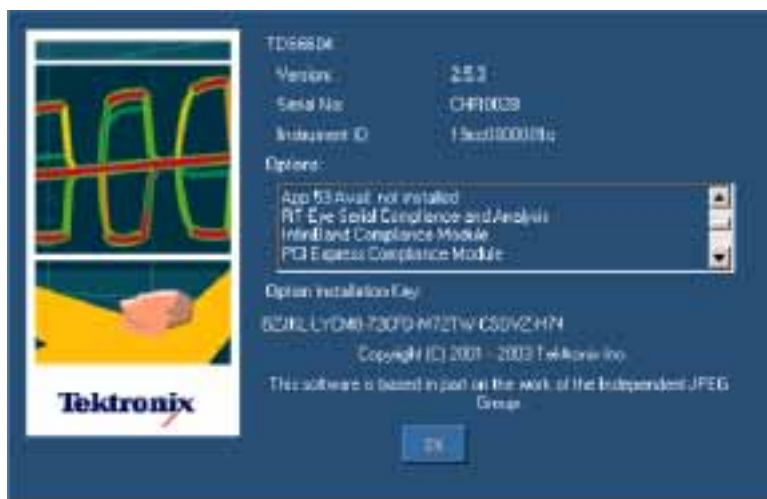 TDS6604
Version: 2.5.3
Serial No:
Instrument ID
Options:
App 53 Avail. not installed
RT-Eye Serial Compliance and Analysis
InfiniBand Compliance Module
PCI Express Compliance Module
Option Installation Key:
Copyright (C) 2001 - 2003 Tektronix Inc
This software is based in part on the work of the Independent JPEG
Group
Tektronix
OK